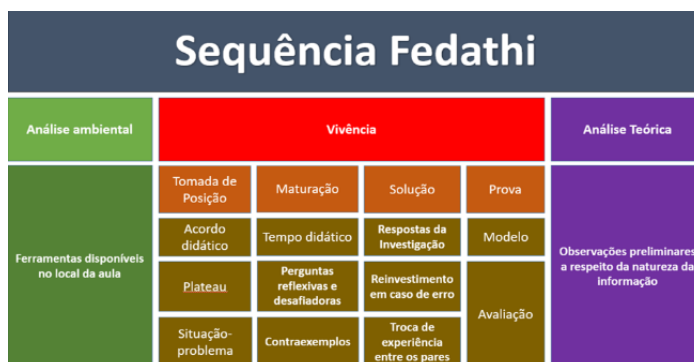 Sequência Fedathi
Análise ambiental
Vivência
Análise Teórica
Ferramentas disponíveis
no local da aula
Tomada de
Posição
Maturação
Solução
Prova
Acordo
didático
Tempo didático
Respostas da
Investigação
Modelo
Plateau
Perguntas
reflexivas e
desafiadoras
Reinvestimento
em caso de erro
Avaliação
Situação-
problema
Contraexemplos
Troca de
experiência
entre os pares
Observações preliminares
a respeito da natureza da
informação